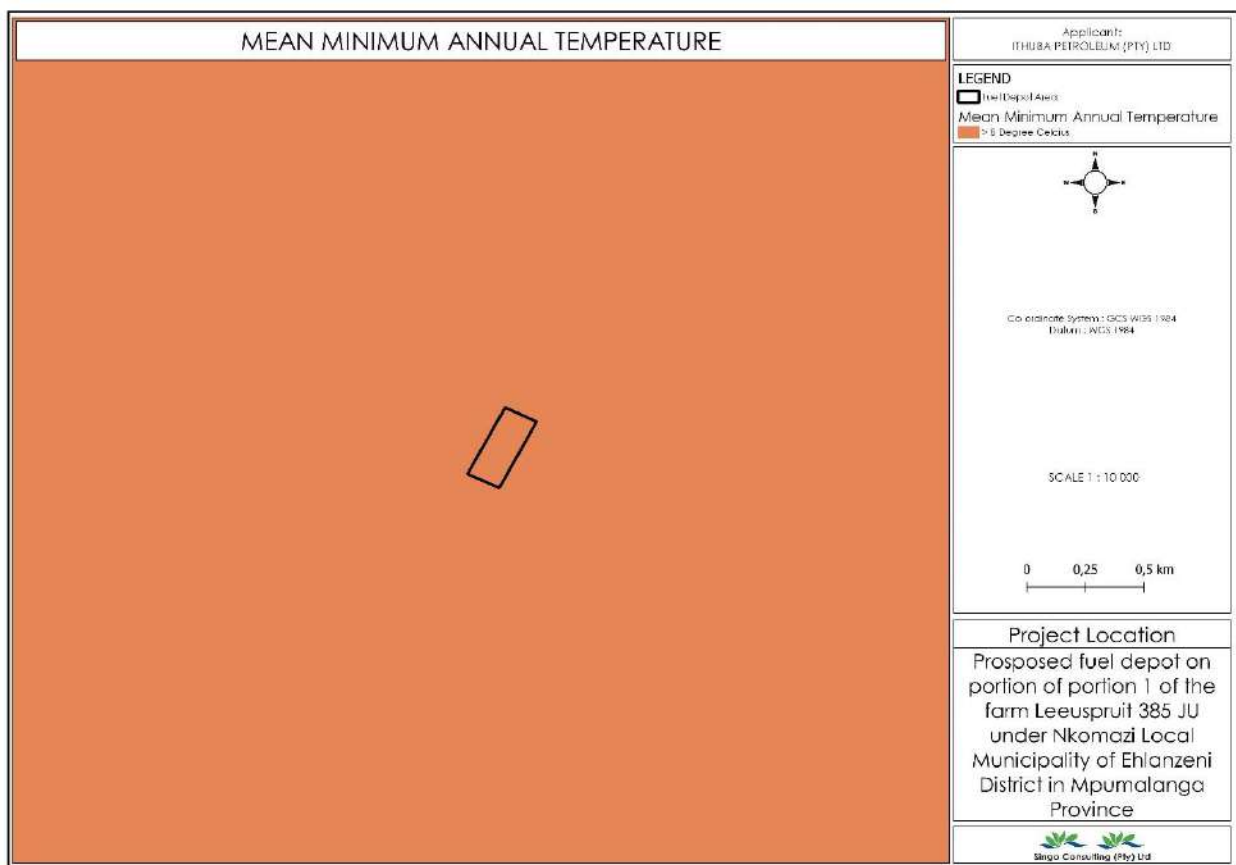 MEAN MINIMUM ANNUAL TEMPERATURE
Applicant:
ITHUBA PETROLEUM (PTY) LTD
LEGEND
Fuel Depot Area
Mean Minimum Annual Temperature
Degree Celcius
N
W E
S
Co ordinate System : GCS WGS 1984
Datum : WGS 1984
SCALE 1 : 10 000
0 0,25 0,5 km
Project Location
Prosposed fuel depot on
portion of portion 1 of the
farm Leeuspruit 385 JU
under Nkomazi Local
Municipality of Ehlanzeni
District in Mpumalanga
Province
Singo Consulting (Pty) Ltd